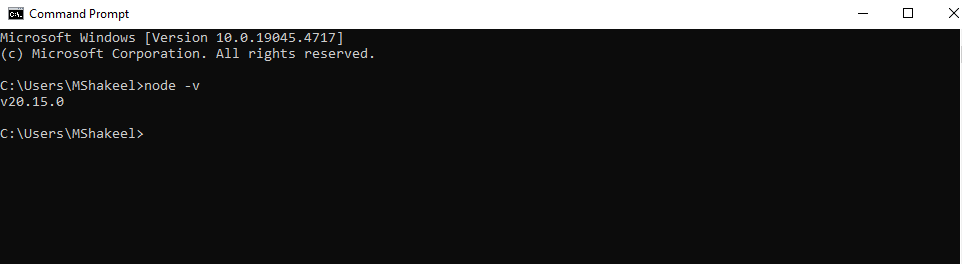 Command Prompt
Microsoft Windows [Version 10.0.19045.4717]
(c) Microsoft Corporation. All rights reserved.
C:\Users\MShakeel>node -v
v20.15.0
C:\Users\MShakeel>